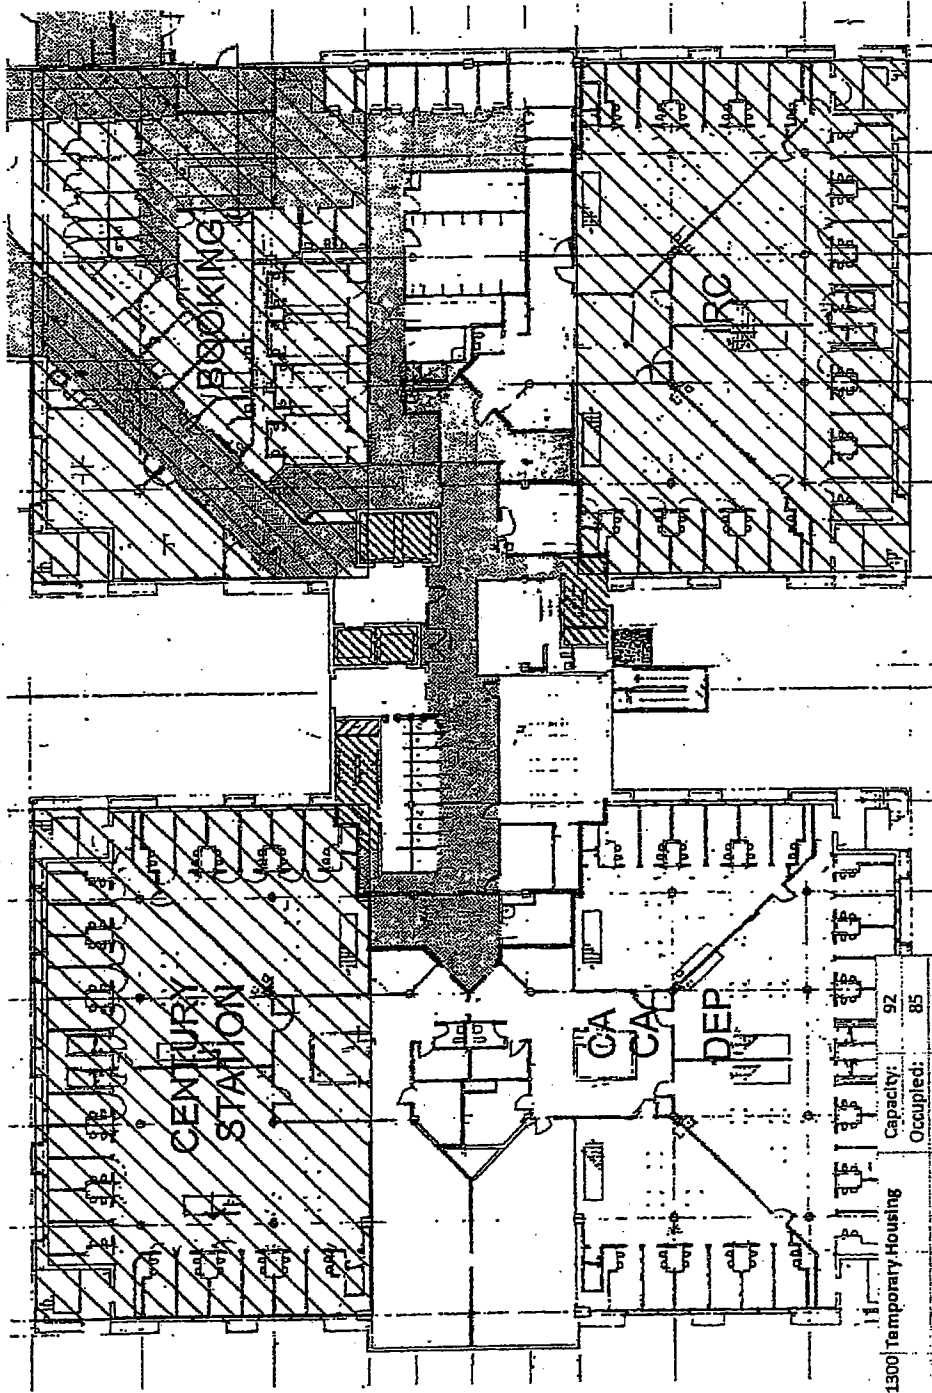 BOOKING
IRC
CENTURY
STATION
CA
CA
DEP
1300 Temporary Housing Capacity: 92
Occupied: 85